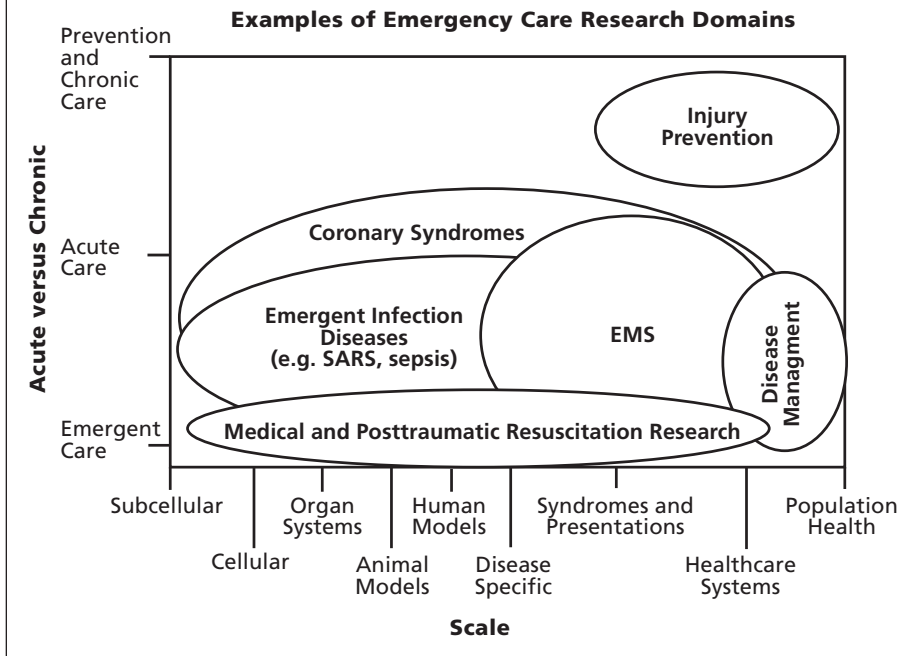 Examples of Emergency Care Research Domains
Prevention
and
Chronic
Care
Acute
Care
Emergent
Care
Acute versus Chronic
Injury
Prevention
Coronary Syndromes
Emergent Infection
Diseases
(e.g. SARS, sepsis)
EMS
Disease
Managment
Medical and Posttraumatic Resuscitation Research
Subcellular
Cellular
Organ
Systems
Animal
Models
Human
Models
Disease
Specific
Syndromes and
Presentations
Healthcare
Systems
Population
Health
Scale